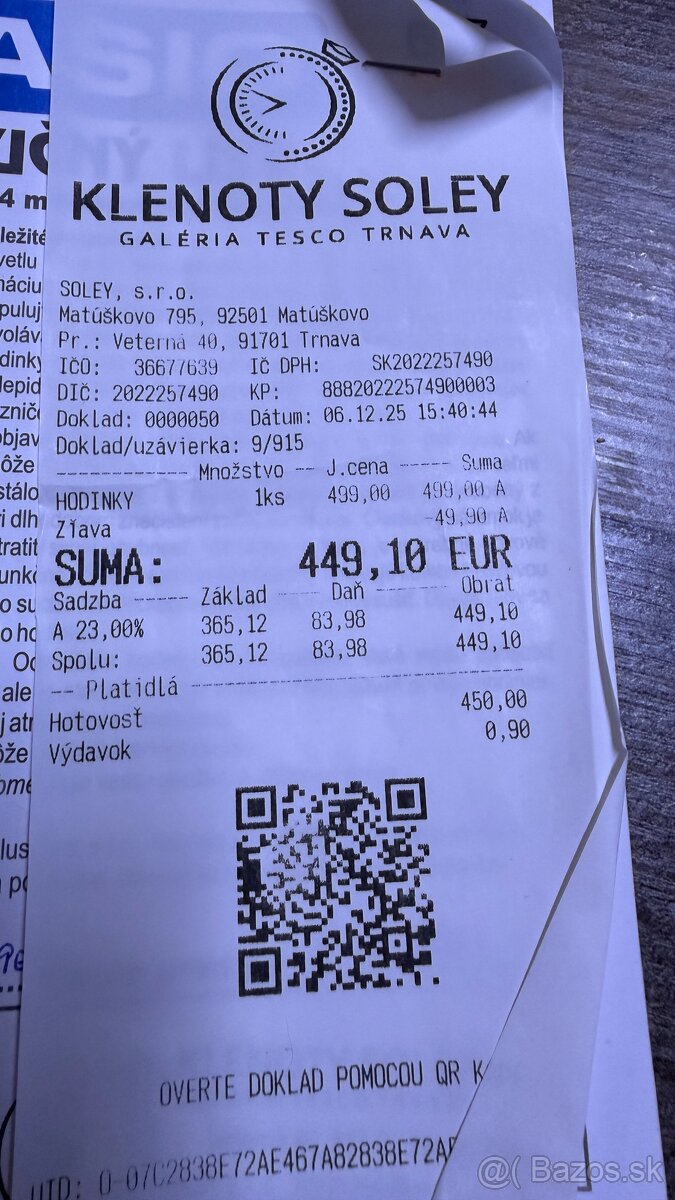 KLENOTY SOLEY
GALÉRIA TESCO TRNAVA
SOLEY, s.r.o.
Matúškovo 795, 92501 Matúškovo
Pr.: Veterná 40, 91701 Trnava
IČO: 36677639 IČ DPH: SK2022257490
DIČ: 2022257490 KP: 88820222574900003
Doklad: 0000050 Dátum: 06.12.25 15:40:44
Doklad/uzávierka: 9/915
Množstvo J.cena Suma
HODINKY 1ks 499,00 499,00 A
Zľava -49,90 A
SUMA: 449,10 EUR
Sadzba Základ Daň Obrat
A 23,00% 365,12 83,98 449,10
Spolu: 365,12 83,98 449,10
-- Platidlá
Hotovosť 450,00
Výdavok 0,90
OVERTE DOKLAD POMOCOU QR K
UID: O-07C2838E72AE467A82838E72A
@( Bazos.sk